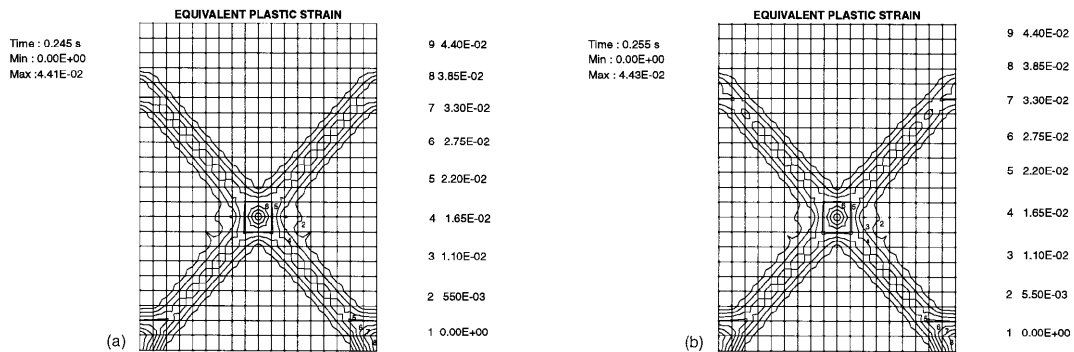 EQUIVALENT PLASTIC STRAIN
Time : 0.245 s
Min : 0.00E+00
Max :4.41E-02
9 4.40E-02
8 3.85E-02
7 3.30E-02
6 2.75E-02
5 2.20E-02
4 1.65E-02
3 1.10E-02
2 550E-03
1 0.00E+00
(a)
EQUIVALENT PLASTIC STRAIN
Time : 0.255 s
Min : 0.00E+00
Max : 4.43E-02
9 4.40E-02
8 3.85E-02
7 3.30E-02
6 2.75E-02
5 2.20E-02
4 1.65E-02
3 1.10E-02
2 5.50E-03
1 0.00E+00
(b)